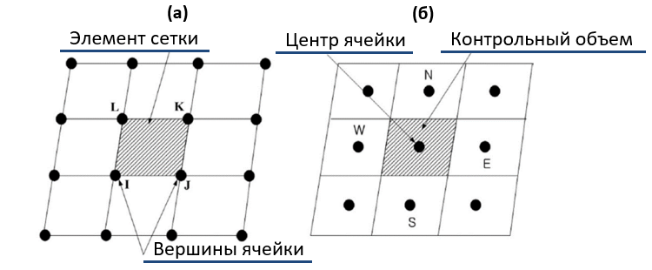 (а)
(б)
Элемент сетки
Центр ячейки
Контрольный объем
L
K
I
J
N
W
E
S
Вершины ячейки